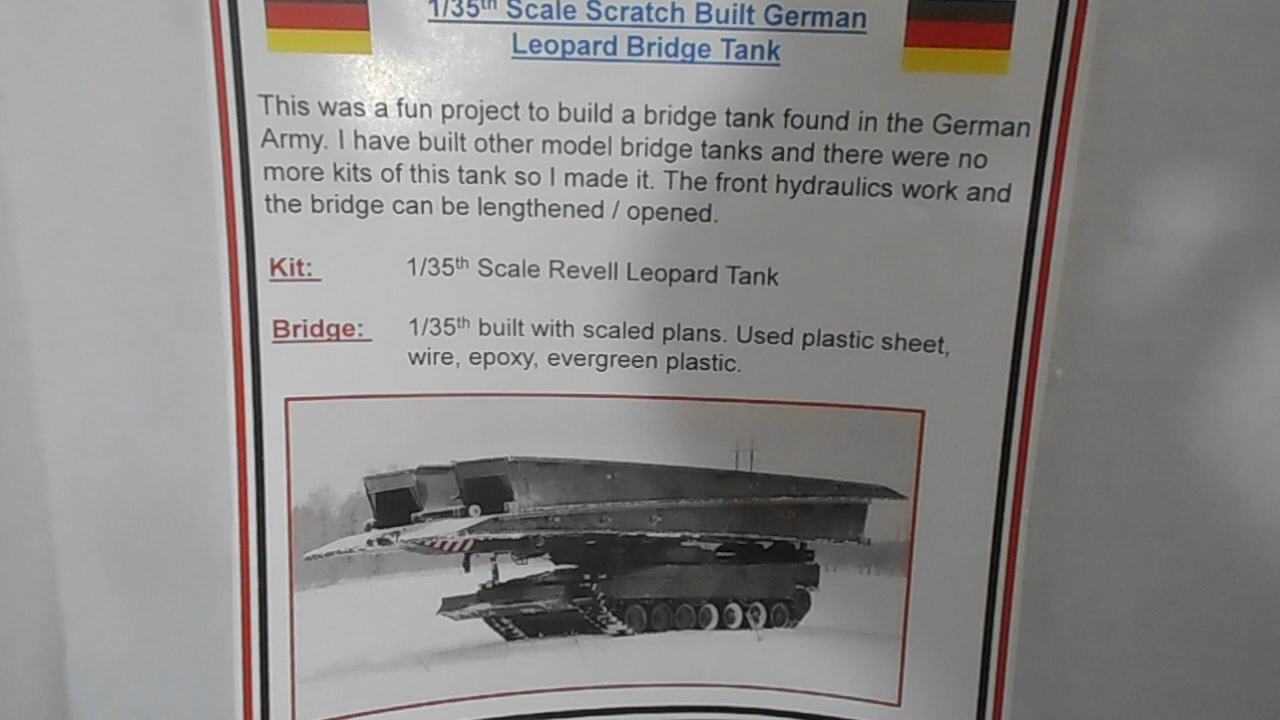 1/35th Scale Scratch Built German
Leopard Bridge Tank
This was a fun project to build a bridge tank found in the German
Army. I have built other model bridge tanks and there were no
more kits of this tank so I made it. The front hydraulics work and
the bridge can be lengthened / opened.
Kit: 1/35th Scale Revell Leopard Tank
Bridge: 1/35th built with scaled plans. Used plastic sheet,
wire, epoxy, evergreen plastic.